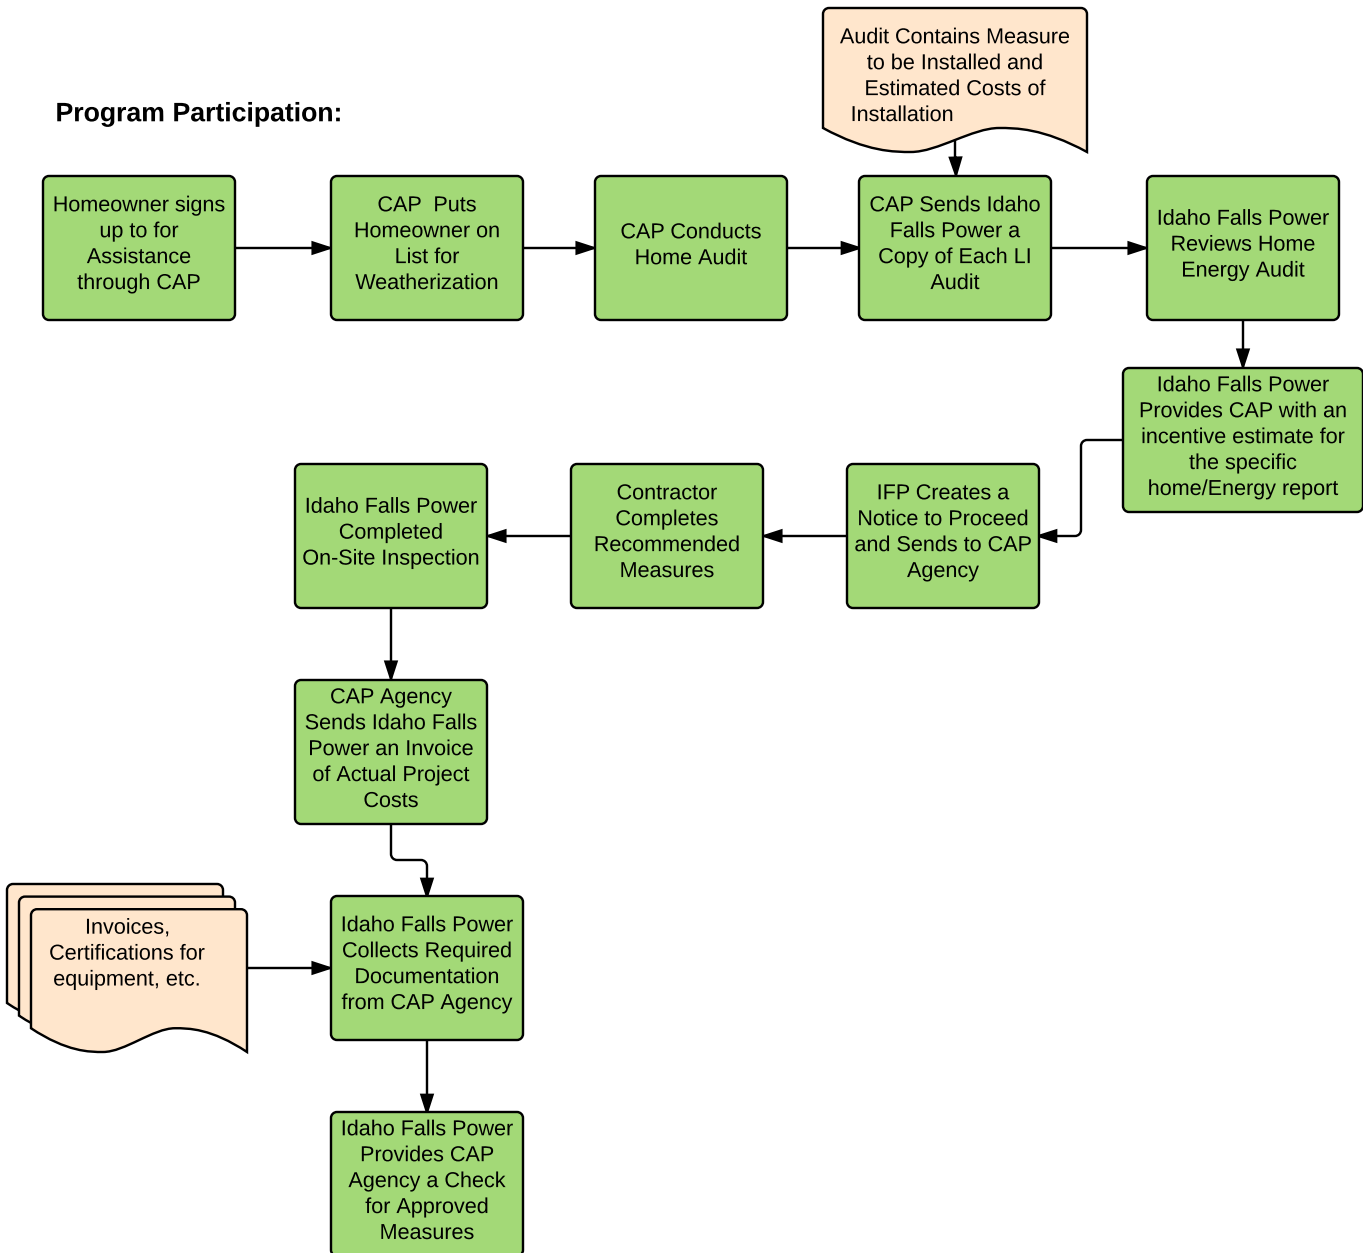 Audit Contains Measure
to be Installed and
Estimated Costs of
Installation
Program Participation:
Homeowner signs
up to for
Assistance
through CAP
CAP Puts
Homeowner on
List for
Weatherization
CAP Conducts
Home Audit
CAP Sends Idaho
Falls Power a
Copy of Each LI
Audit
Idaho Falls Power
Reviews Home
Energy Audit
Idaho Falls Power
Provides CAP with an
incentive estimate for
the specific
home/Energy report
IFP Creates a
Notice to Proceed
and Sends to CAP
Agency
Contractor
Completes
Recommended
Measures
Idaho Falls Power
Completed
On-Site Inspection
CAP Agency
Sends Idaho Falls
Power an Invoice
of Actual Project
Costs
Invoices,
Certifications for
equipment, etc.
Idaho Falls Power
Collects Required
Documentation
from CAP Agency
Idaho Falls Power
Provides CAP
Agency a Check
for Approved
Measures